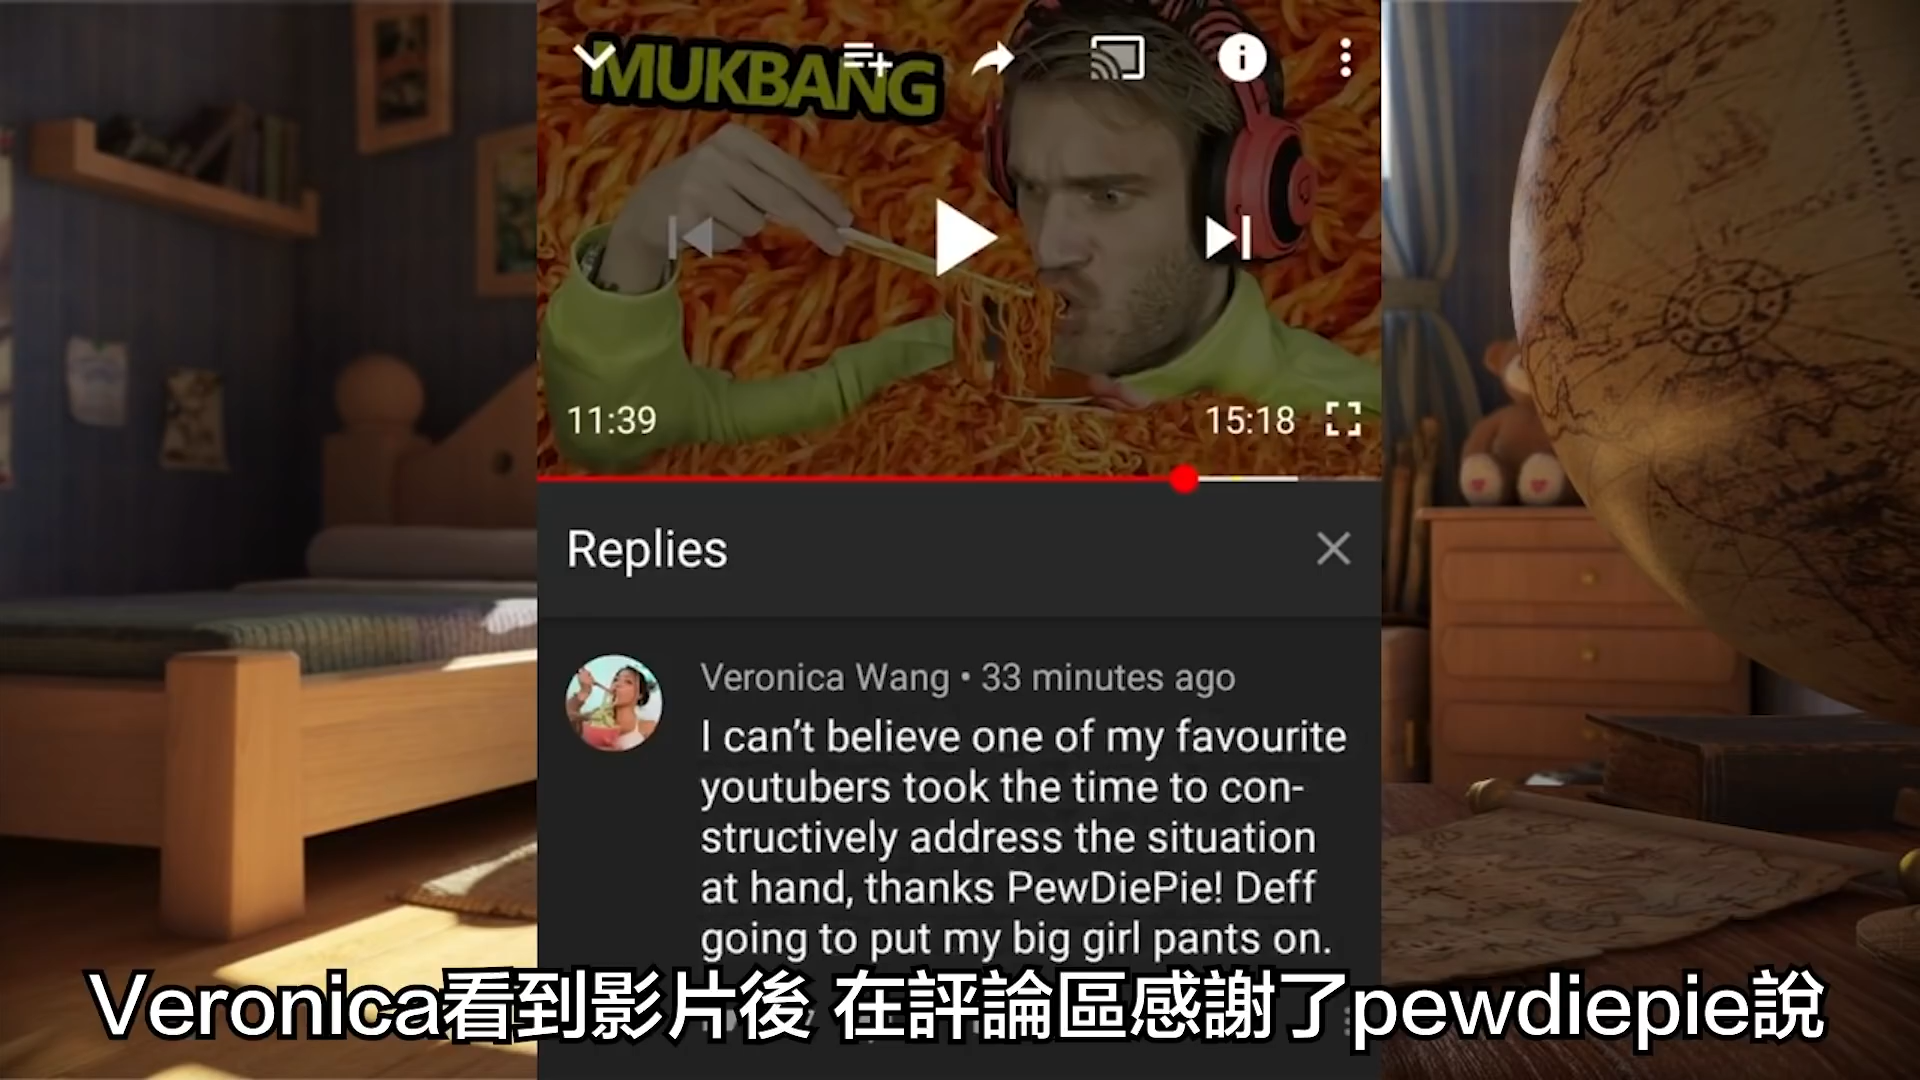 MUKBANG
11:39
15:18
Replies
Veronica Wang • 33 minutes ago
I can’t believe one of my favourite
youtubers took the time to con-
structively address the situation
at hand, thanks PewDiePie! Deff
going to put my big girl pants on.
Veronica看到影片後 在評論區感謝了pewdiepie說